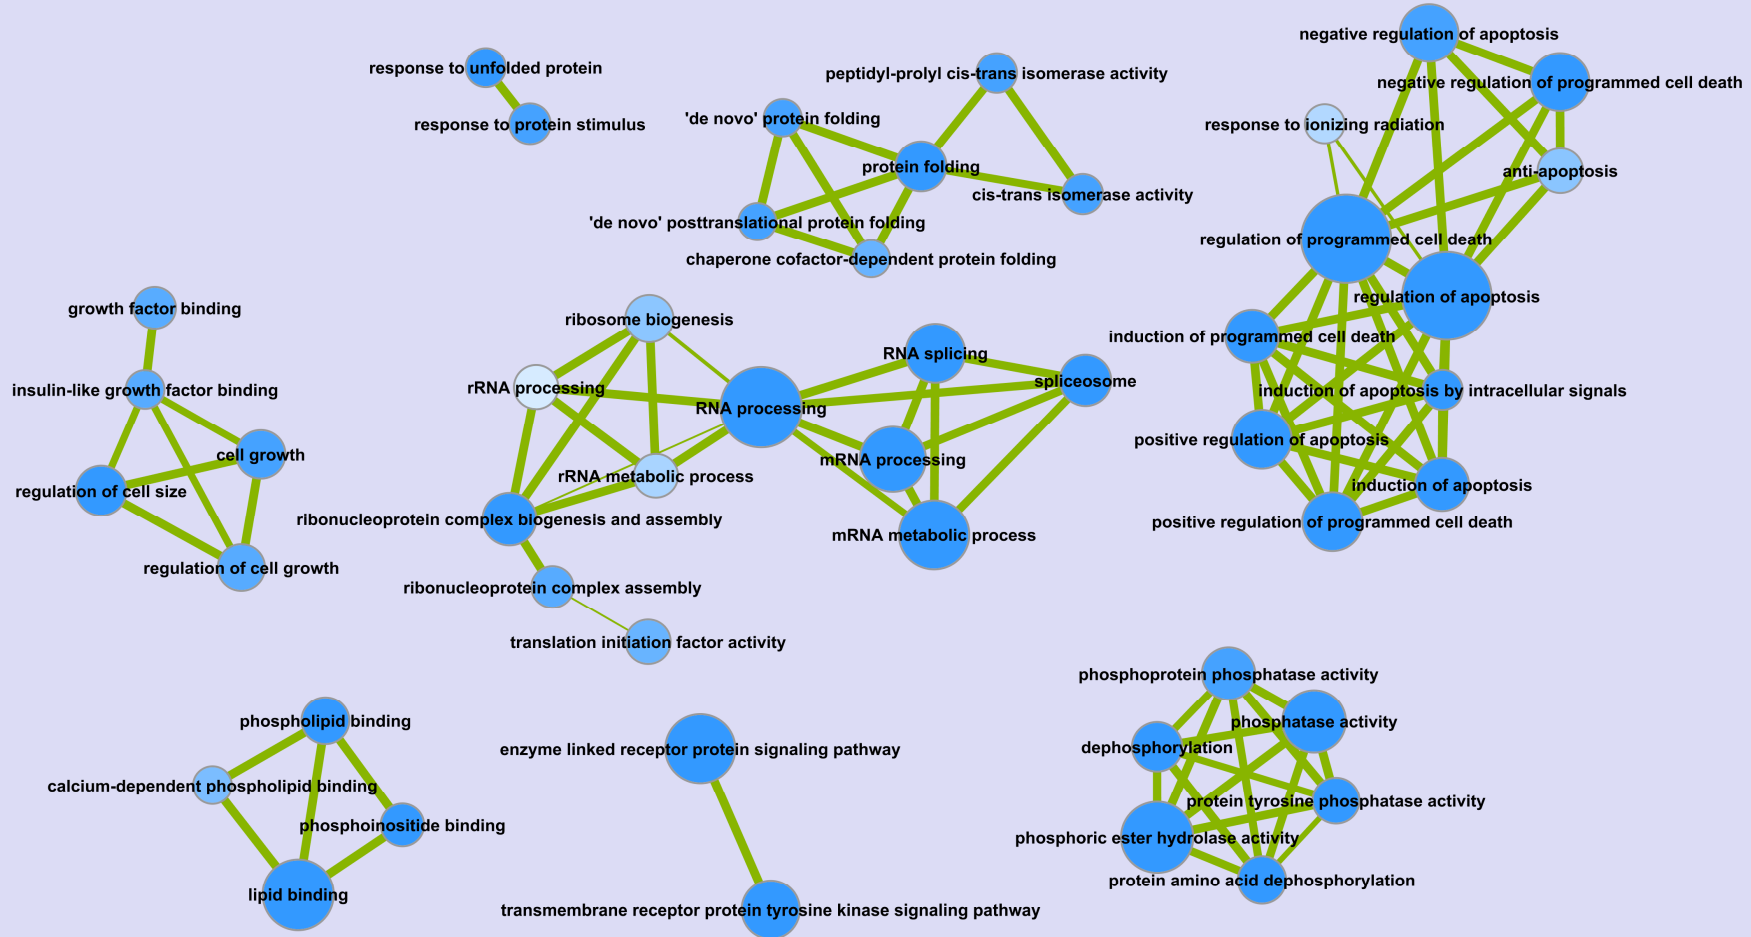 negative regulation of apoptosis
response to unfolded protein
peptidyl-prolyl cis-trans isomerase activity
negative regulation of programmed cell death
'de novo' protein folding
response to protein stimulus
response to ionizing radiation
protein folding
anti-apoptosis
cis-trans isomerase activity
'de novo' posttranslational protein folding
regulation of programmed cell death
chaperone cofactor-dependent protein folding
regulation of apoptosis
growth factor binding
ribosome biogenesis
induction of programmed cell death
RNA splicing
spliceosome
rRNA processing
insulin-like growth factor binding
induction of apoptosis by intracellular signals
RNA processing
positive regulation of apoptosis
cell growth
mRNA processing
rRNA metabolic process
induction of apoptosis
regulation of cell size
ribonucleoprotein complex biogenesis and assembly
positive regulation of programmed cell death
mRNA metabolic process
regulation of cell growth
ribonucleoprotein complex assembly
translation initiation factor activity
phosphoprotein phosphatase activity
phospholipid binding
phosphatase activity
enzyme linked receptor protein signaling pathway
dephosphorylation
calcium-dependent phospholipid binding
protein tyrosine phosphatase activity
phosphoinositide binding
phosphoric ester hydrolase activity
protein amino acid dephosphorylation
lipid binding
transmembrane receptor protein tyrosine kinase signaling pathway